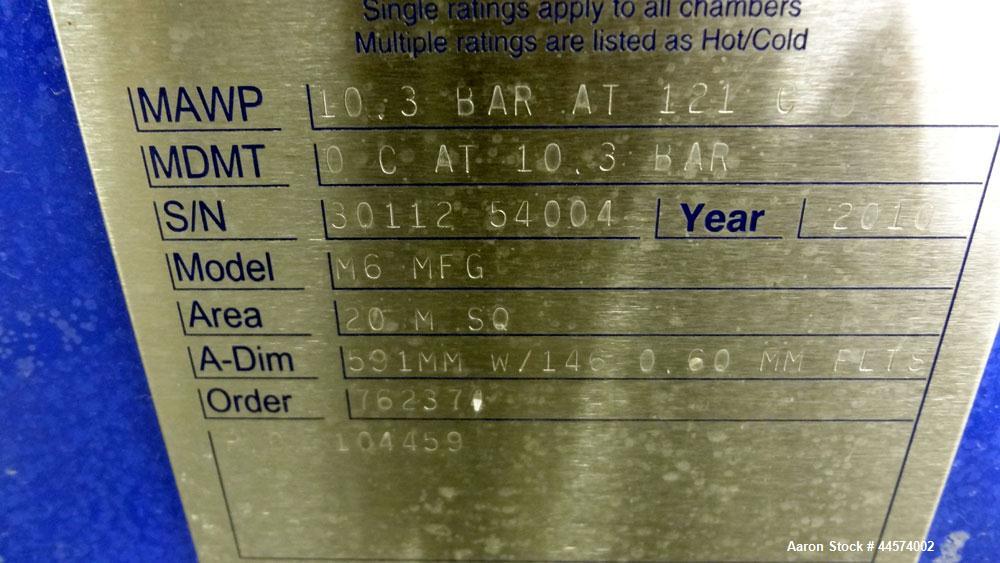 Single ratings apply to all chambers
Multiple ratings are listed as Hot/Cold
MAWP 10.3 BAR AT 121 C
MDMT 0 C AT 10.3 BAR
S/N 30112 54004 Year 2010
Model M6 MFG
Area 20 M SQ
A-Dim 591MM W/146 0.60 MM PLTS
Order
104459
Aaron Stock # 44574002